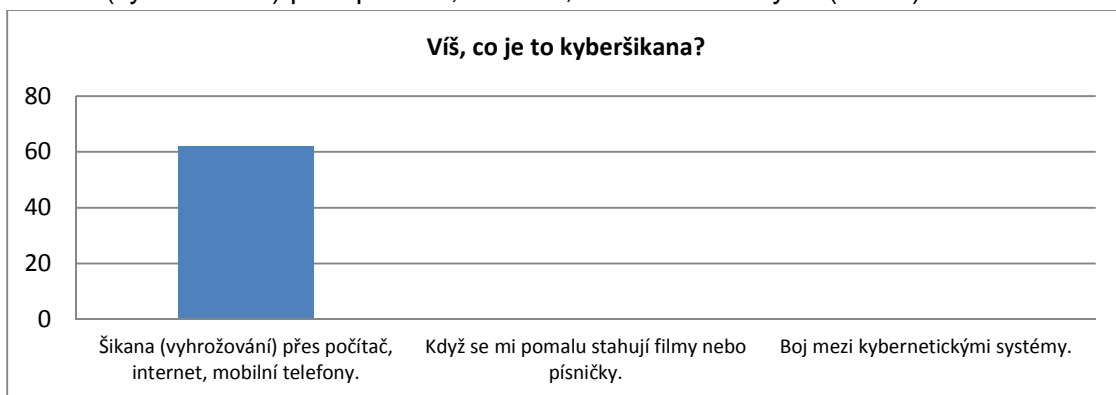 Víš, co je to kyberšikana?
80
60
40
20
0
Šikana (vyhrožování) přes počítač,
internet, mobilní telefony.
Když se mi pomalu stahují filmy nebo
písničky.
Boj mezi kybernetickými systémy.